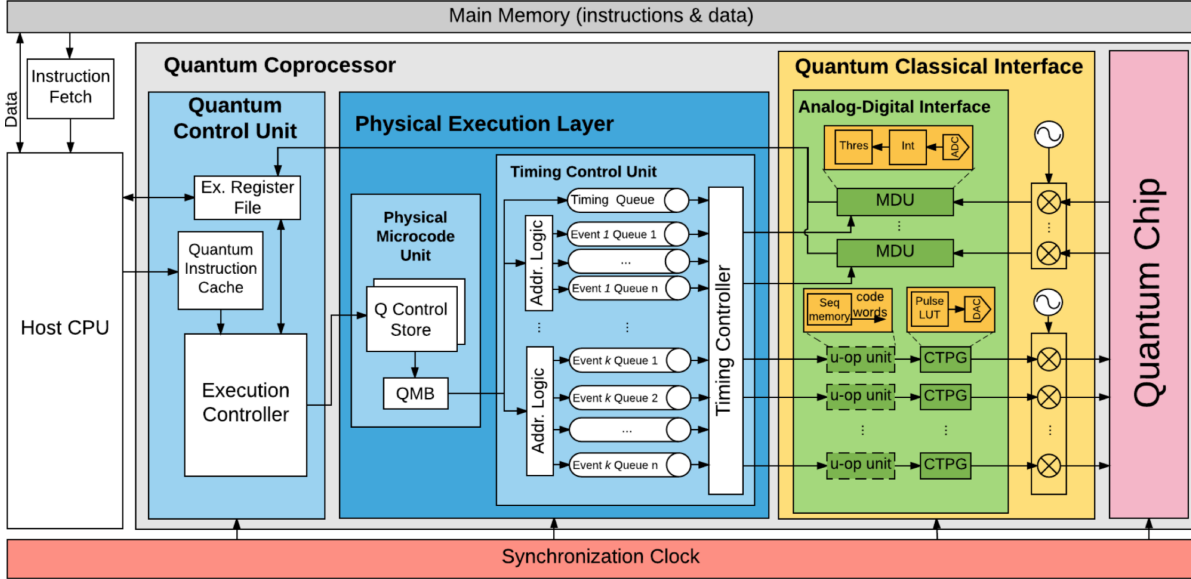 Main Memory (instructions & data)
Data
Instruction
Fetch
Host CPU
Quantum Coprocessor
Quantum
Control Unit
Ex. Register
File
Quantum
Instruction
Cache
Execution
Controller
Physical Execution Layer
Physical
Microcode
Unit
Q Control
Store
QMB
Timing Control Unit
Timing Queue
Addr. Logic
Event 1 Queue 1
...
Event 1 Queue n
...
Addr. Logic
Event k Queue 1
Event k Queue 2
...
Event k Queue n
Timing Controller
Quantum Classical Interface
Analog-Digital Interface
Thres
Int
ADC
MDU
...
MDU
Seq
memory
code
words
Pulse
LUT
DAC
u-op unit
CTPG
u-op unit
CTPG
...
...
u-op unit
CTPG
...
...
Quantum Chip
Synchronization Clock